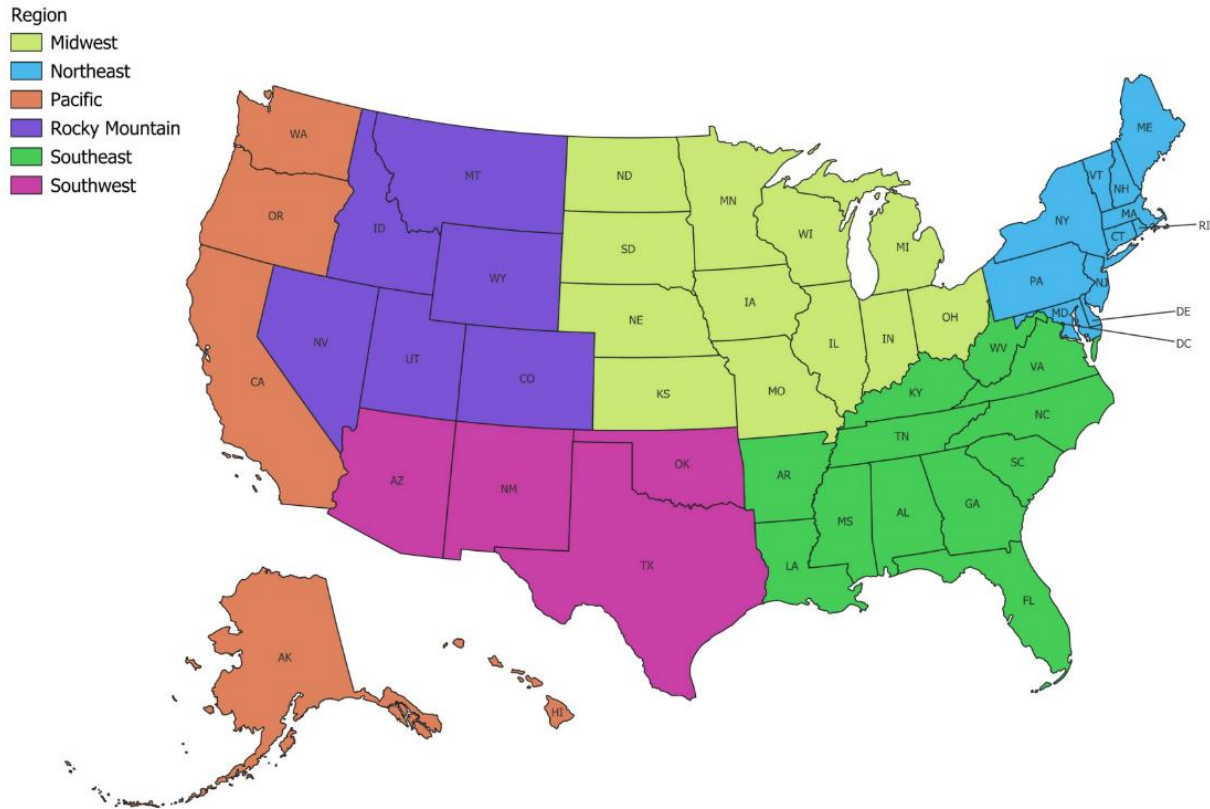 Region
Midwest
Northeast
Pacific
Rocky Mountain
Southeast
Southwest
ME
WA
VT
NH
MT
ND
MN
OR
NY
MA
RI
CT
ID
WI
MI
SD
WY
PA
NJ
IA
NE
MD
DE
OH
NV
UT
IL
IN
DC
WV
CO
VA
CA
KS
MO
KY
NC
TN
OK
AR
SC
AZ
NM
GA
MS
AL
TX
LA
FL
AK
HI